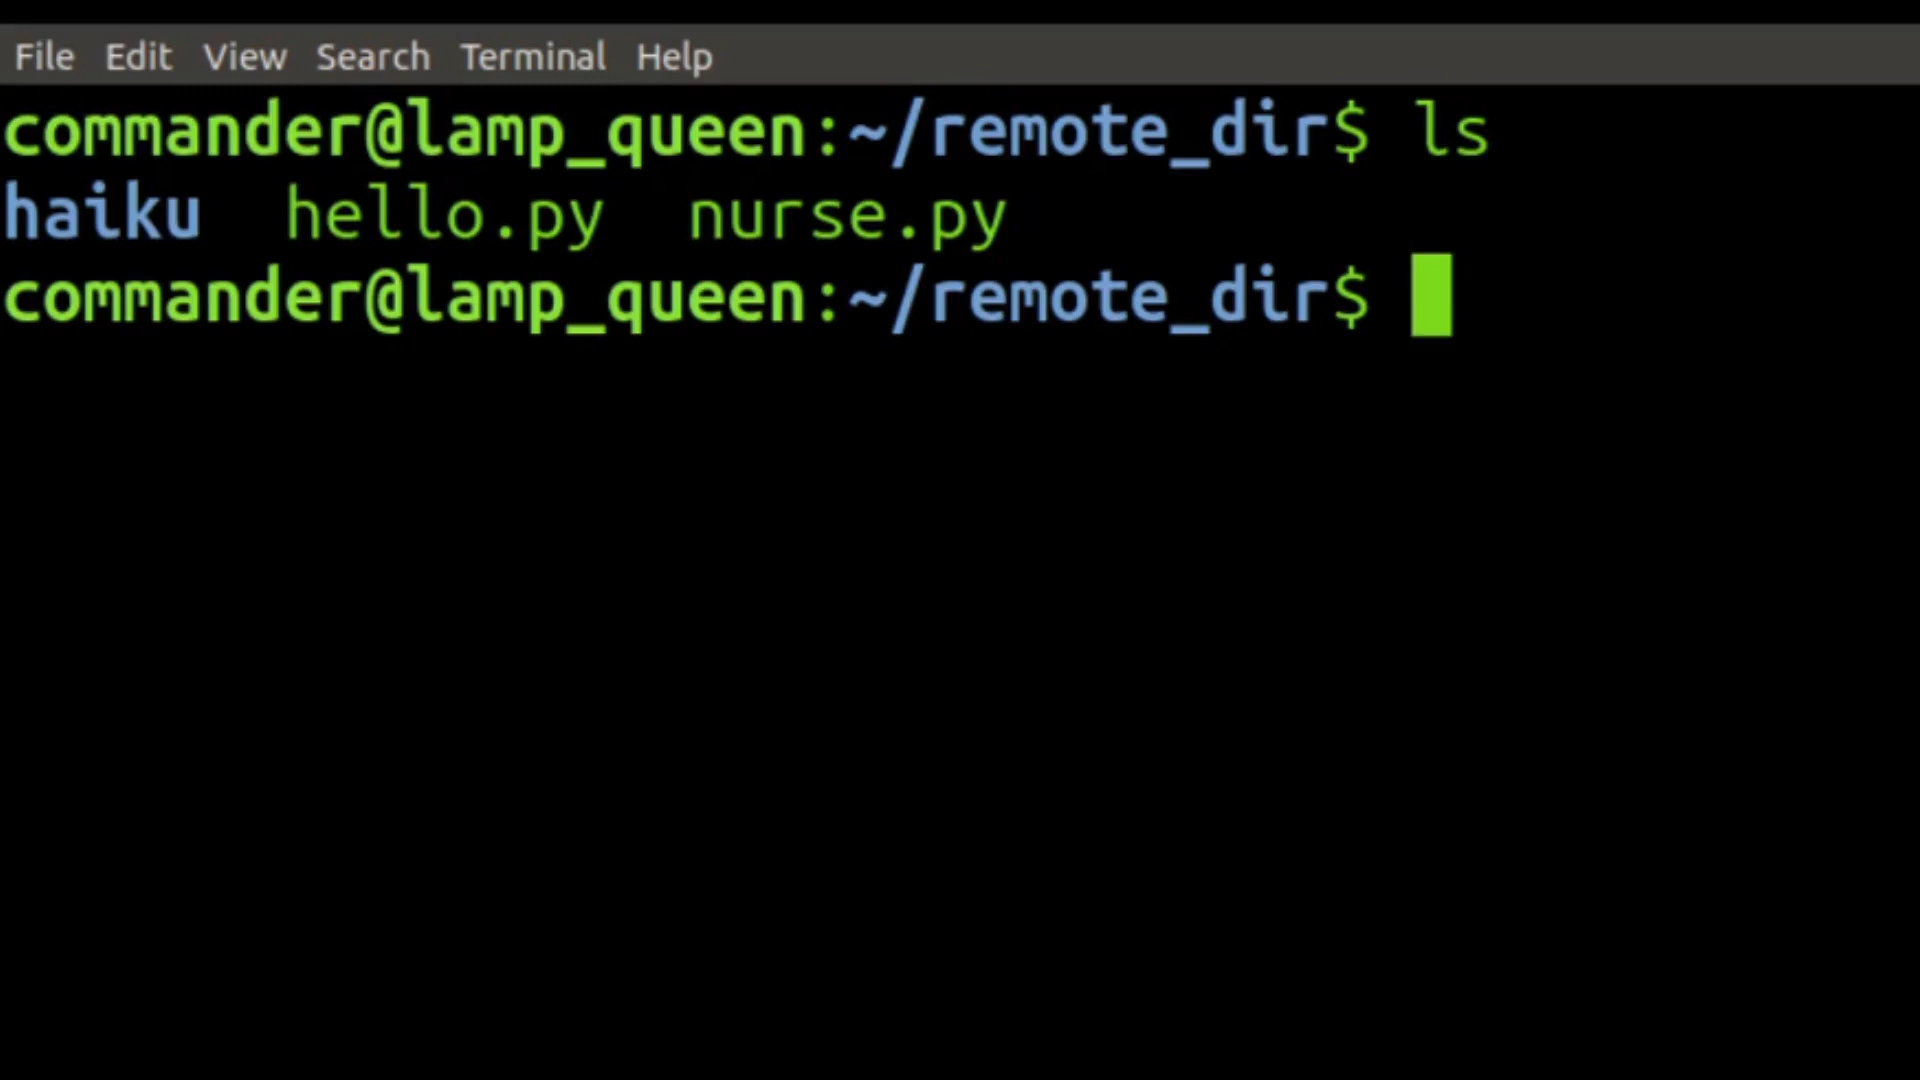 File Edit View Search Terminal Help
commander@lamp_queen:~/remote_dir$ ls
haiku  hello.py  nurse.py
commander@lamp_queen:~/remote_dir$